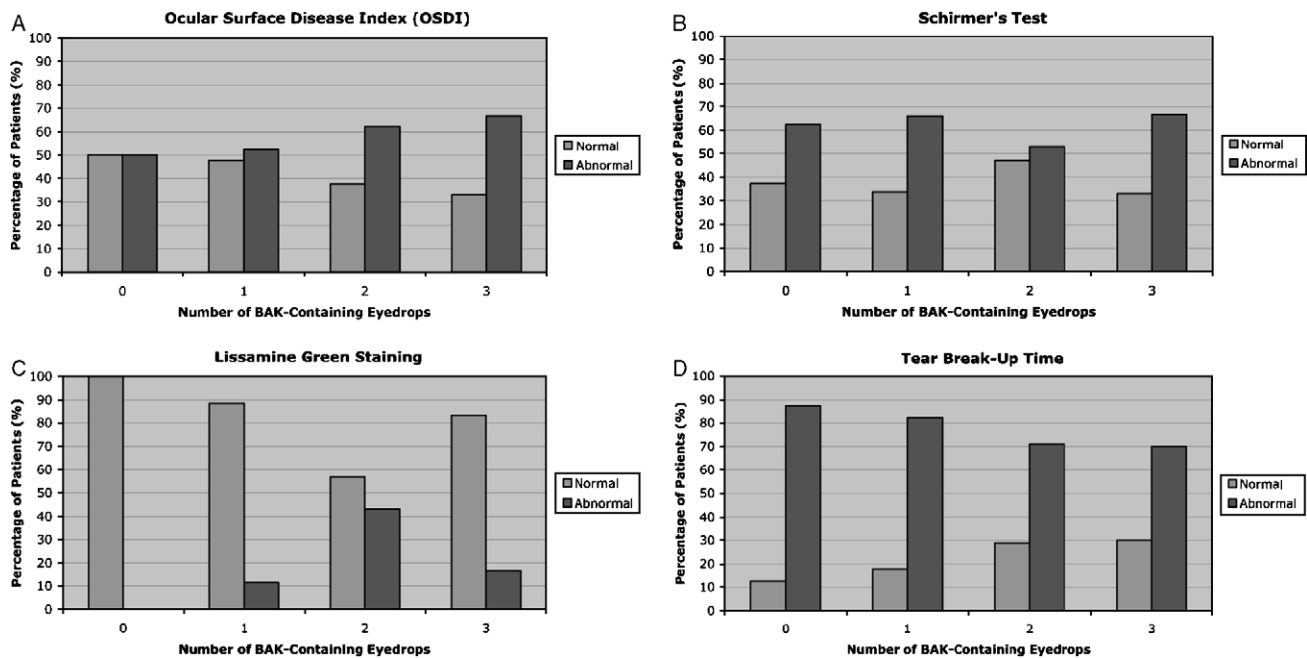 A
Ocular Surface Disease Index (OSDI)
Percentage of Patients (%)
100
90
80
70
60
50
40
30
20
10
0
0 1 2 3
Number of BAK-Containing Eyedrops
Normal
Abnormal
B
Schirmer's Test
Percentage of Patients (%)
100
90
80
70
60
50
40
30
20
10
0
0 1 2 3
Number of BAK-Containing Eyedrops
Normal
Abnormal
C
Lissamine Green Staining
Percentage of Patients (%)
100
90
80
70
60
50
40
30
20
10
0
0 1 2 3
Number of BAK-Containing Eyedrops
Normal
Abnormal
D
Tear Break-Up Time
Percentage of Patients (%)
100
90
80
70
60
50
40
30
20
10
0
0 1 2 3
Number of BAK-Containing Eyedrops
Normal
Abnormal